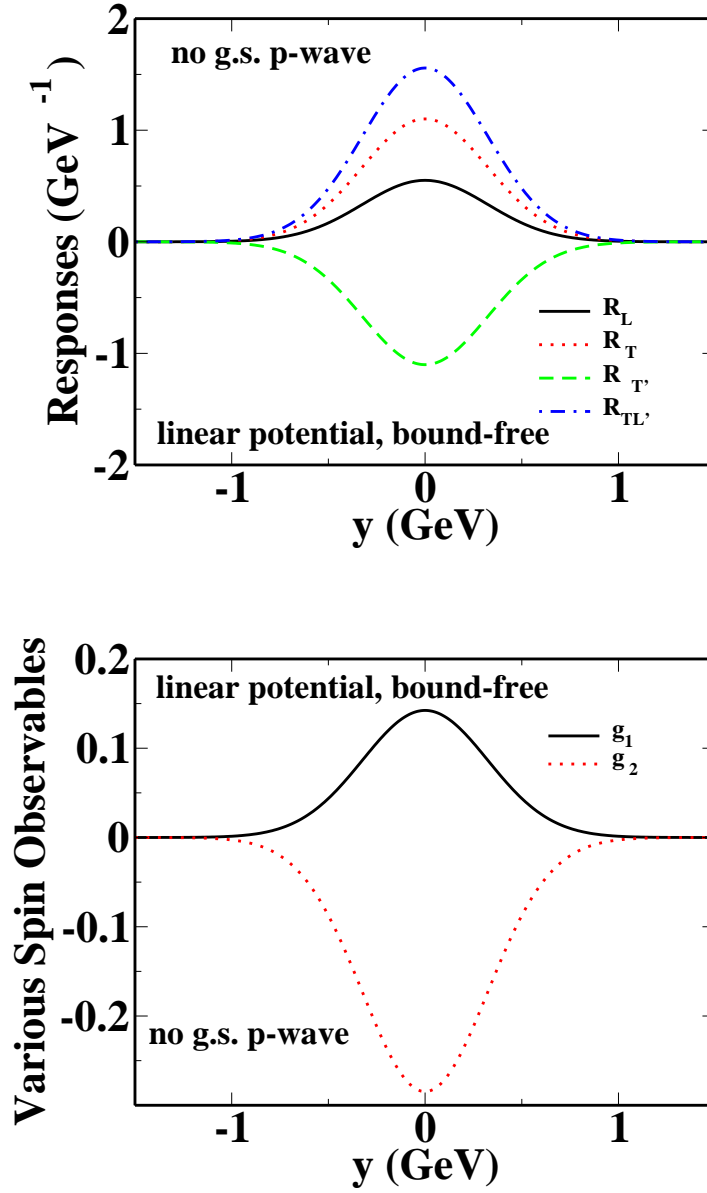 Responses (GeV⁻¹)
2
no g.s. p-wave
1
0
R_L
R_T
-1
R_T’
R_TL’
linear potential, bound-free
-2
-1 0 1
y (GeV)
Various Spin Observables
0.2
linear potential, bound-free
g_1
0.1
g_2
0
-0.1
-0.2
no g.s. p-wave
-1 0 1
y (GeV)